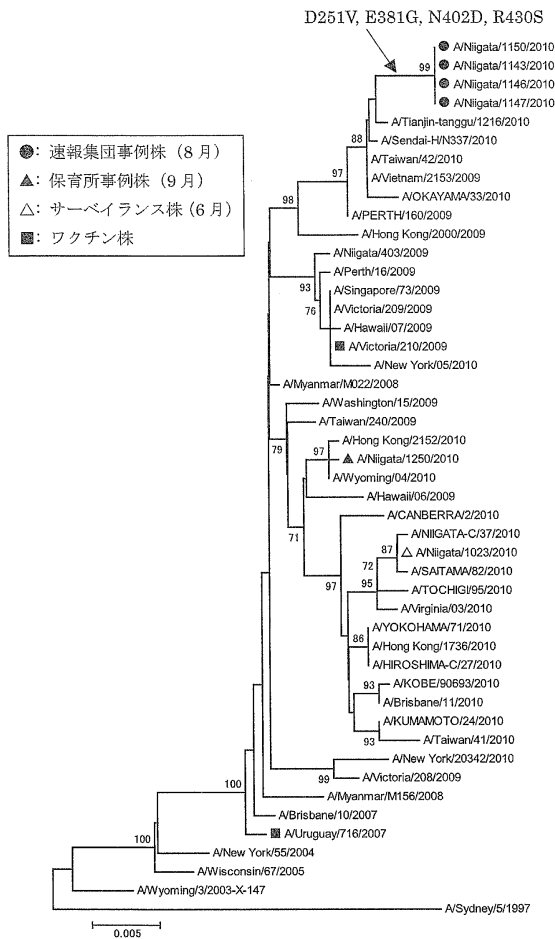 D251V, E381G, N402D, R430S
99
A/Niigata/1150/2010
A/Niigata/1143/2010
A/Niigata/1146/2010
A/Niigata/1147/2010
A/Tianjin-tanggu/1216/2010
88
A/Sendai-H/N337/2010
A/Taiwan/42/2010
97
A/Vietnam/2153/2009
A/OKAYAMA/33/2010
98
A/PERTH/160/2009
A/Hong Kong/2000/2009
●: 速報集団事例株(8月)
▲: 保育所事例株(9月)
△: サーベイランス株(6月)
■: ワクチン株
A/Niigata/403/2009
93
A/Perth/16/2009
A/Singapore/73/2009
76
A/Victoria/209/2009
A/Hawaii/07/2009
A/Victoria/210/2009
A/New York/05/2010
A/Myanmar/M022/2008
A/Washington/15/2009
A/Taiwan/240/2009
79
A/Hong Kong/2152/2010
97
A/Niigata/1250/2010
A/Wyoming/04/2010
A/Hawaii/06/2009
71
A/CANBERRA/2/2010
A/NIIGATA-C/37/2010
87
A/Niigata/1023/2010
72
A/SAITAMA/82/2010
97
95
A/TOCHIGI/95/2010
A/Virginia/03/2010
A/YOKOHAMA/71/2010
86
A/Hong Kong/1736/2010
A/HIROSHIMA-C/27/2010
93
A/KOBE/90693/2010
A/Brisbane/11/2010
A/KUMAMOTO/24/2010
93
A/Taiwan/41/2010
A/New York/20342/2010
99
A/Victoria/208/2009
100
A/Myanmar/M156/2008
A/Brisbane/10/2007
A/Uruguay/716/2007
100
A/New York/55/2004
A/Wisconsin/67/2005
A/Wyoming/3/2003-X-147
A/Sydney/5/1997
0.005